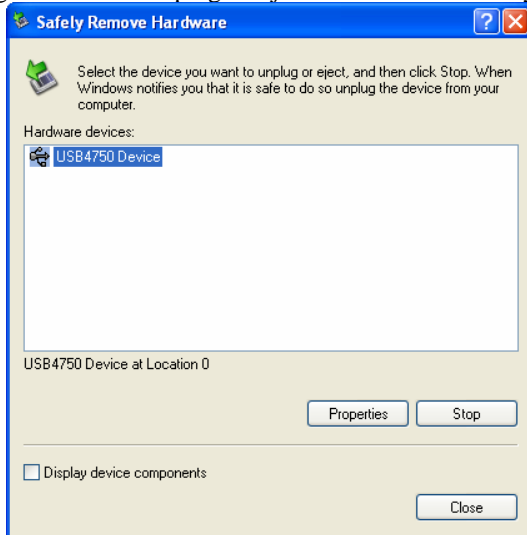 Safely Remove Hardware
Select the device you want to unplug or eject, and then click Stop. When
Windows notifies you that it is safe to do so unplug the device from your
computer.
Hardware devices:
USB4750 Device
USB4750 Device at Location 0
Properties
Stop
Display device components
Close